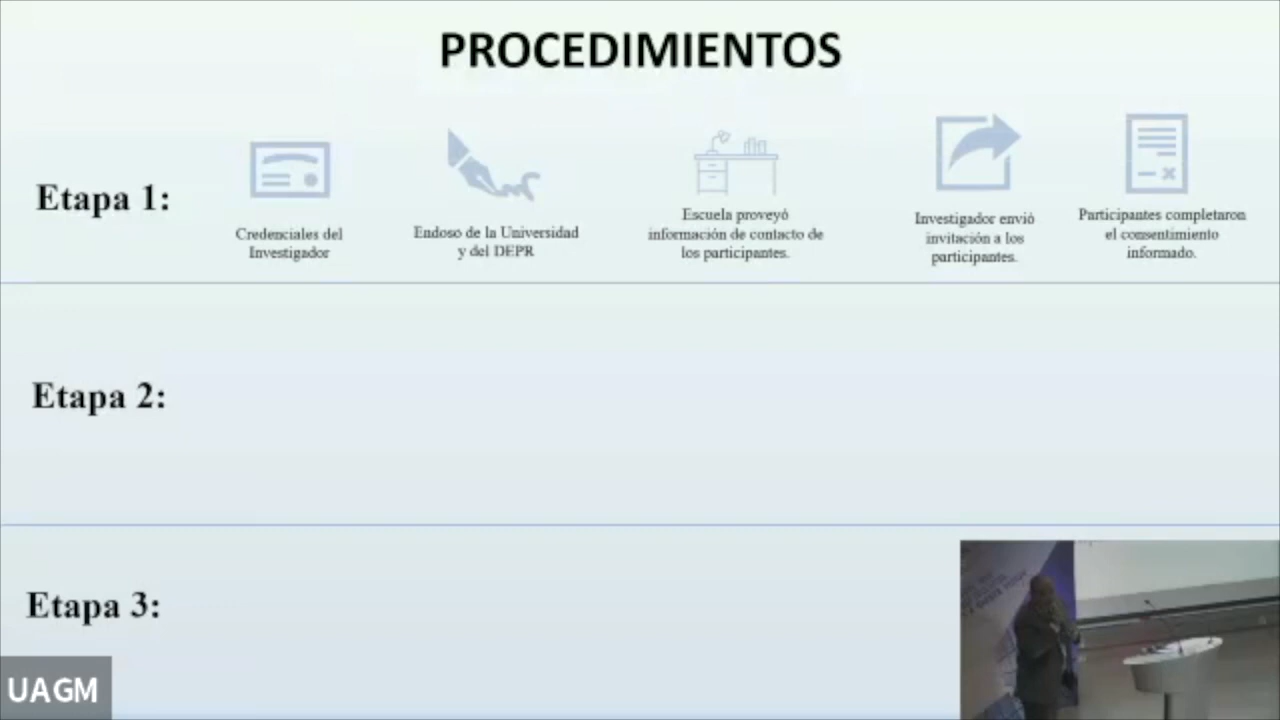 PROCEDIMIENTOS
Etapa 1:
Credenciales del
Investigador
Endoso de la Universidad
y del DEPR
Escuela proveyó
información de contacto de
los participantes.
Investigador envió
invitación a los
participantes.
Participantes completaron
el consentimiento
informado.
Etapa 2:
Etapa 3:
UAGM